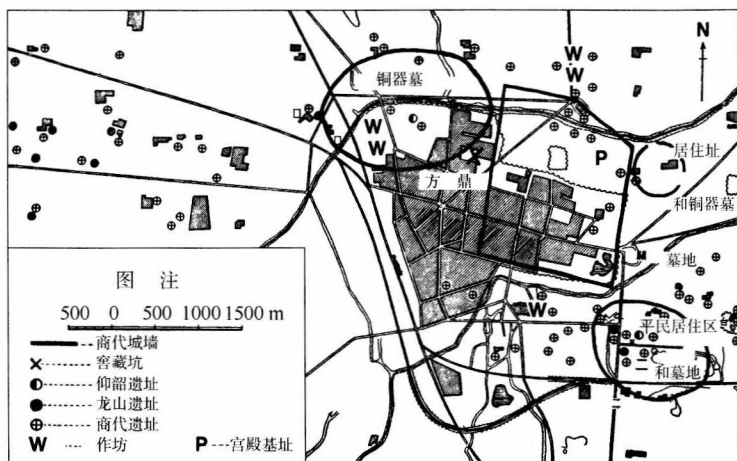 W
W
N
铜器墓
W
W
P
居住址
方鼎
和铜器墓
墓地
W
平民居住区
和墓地
图 注
500 0 500 1000 1500 m
商代城墙
窖藏坑
仰韶遗址
龙山遗址
商代遗址
W 作坊 P 宫殿基址